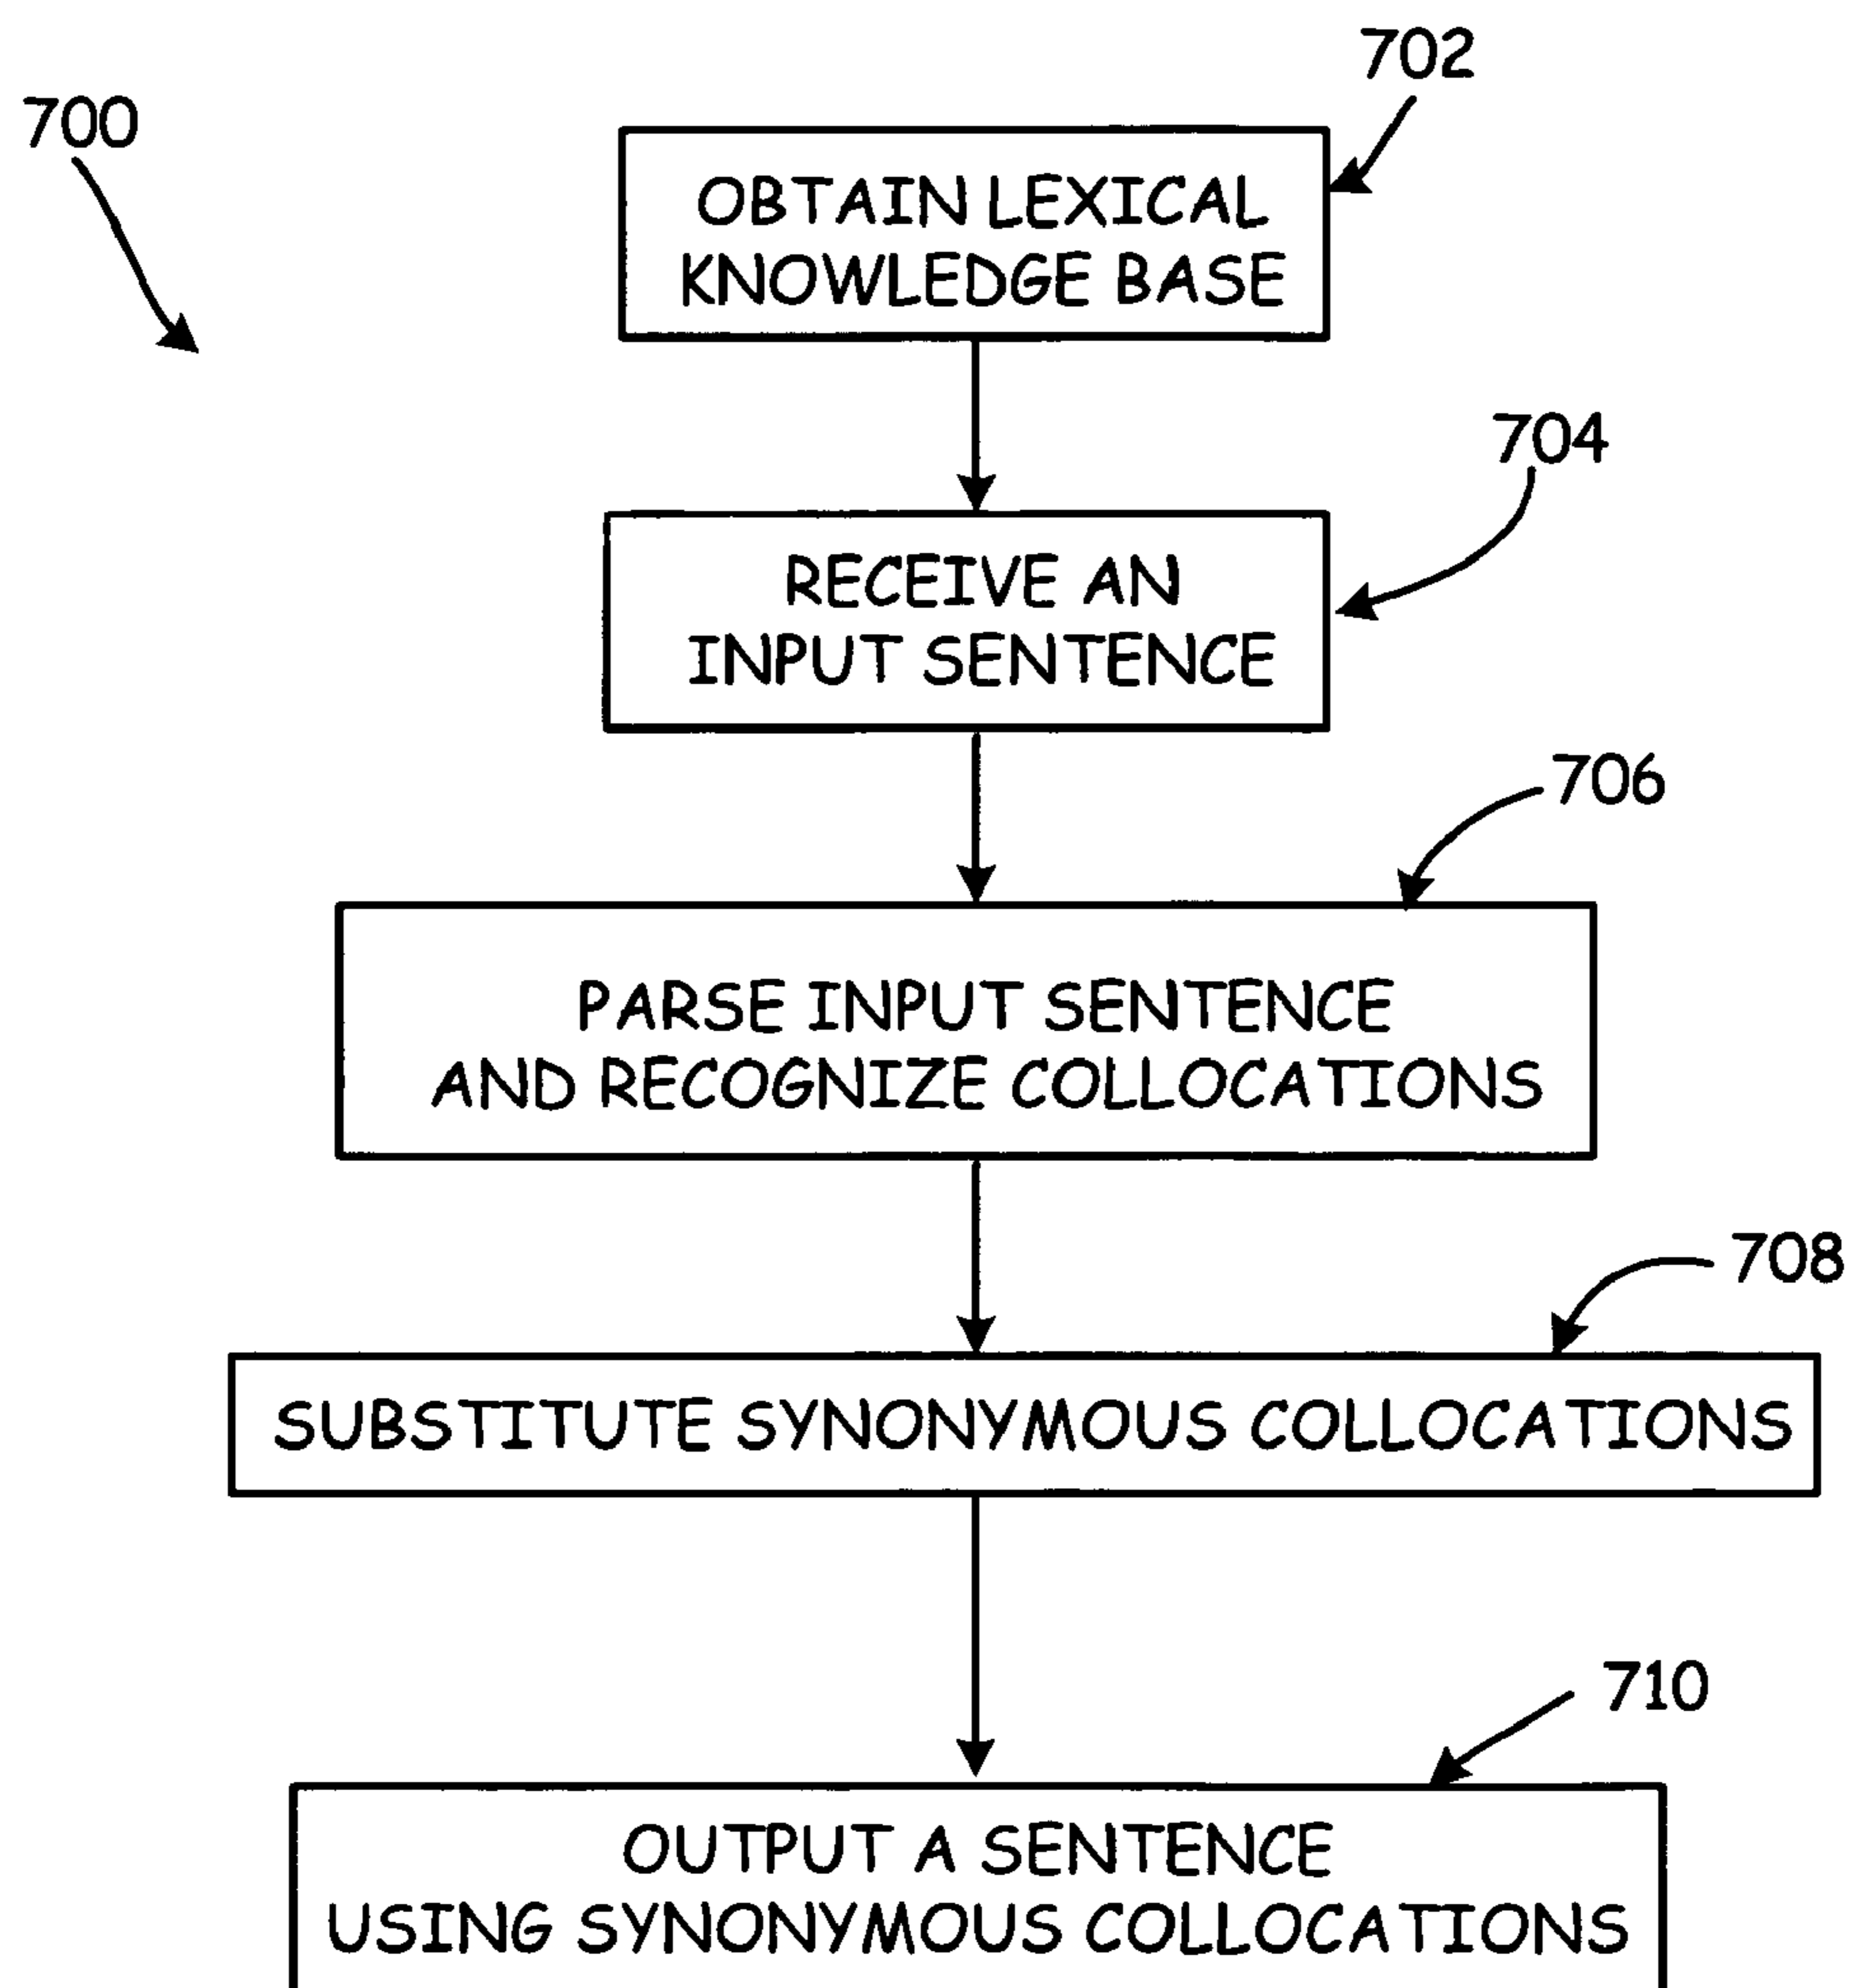 702
700
OBTAIN LEXICAL
KNOWLEDGE BASE
704
RECEIVE AN
INPUT SENTENCE
706
PARSE INPUT SENTENCE
AND RECOGNIZE COLLOCATIONS
708
SUBSTITUTE SYNONYMOUS COLLOCATIONS
710
OUTPUT A SENTENCE
USING SYNONYMOUS COLLOCATIONS